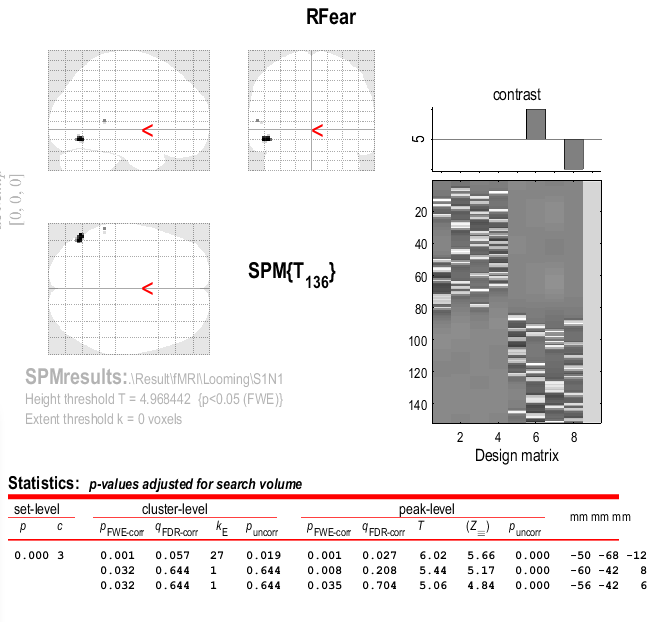 RFear
contrast
5
[0, 0, 0]
<
<
<
SPM{T136}
20
40
60
80
100
120
140
2 4 6 8
Design matrix
SPMresults:.\Result\fMRI\Looming\S1N1
Height threshold T = 4.968442 {p<0.05 (FWE)}
Extent threshold k = 0 voxels
Statistics: p-values adjusted for search volume
set-level cluster-level peak-level mm mm mm
p c pFWE-corr qFDR-corr kE puncorr pFWE-corr qFDR-corr T (Z≡) puncorr
0.000 3 0.001 0.057 27 0.019 0.001 0.027 6.02 5.66 0.000 -50 -68 -12
0.032 0.644 1 0.644 0.008 0.208 5.44 5.17 0.000 -60 -42 8
0.032 0.644 1 0.644 0.035 0.704 5.06 4.84 0.000 -56 -42 6